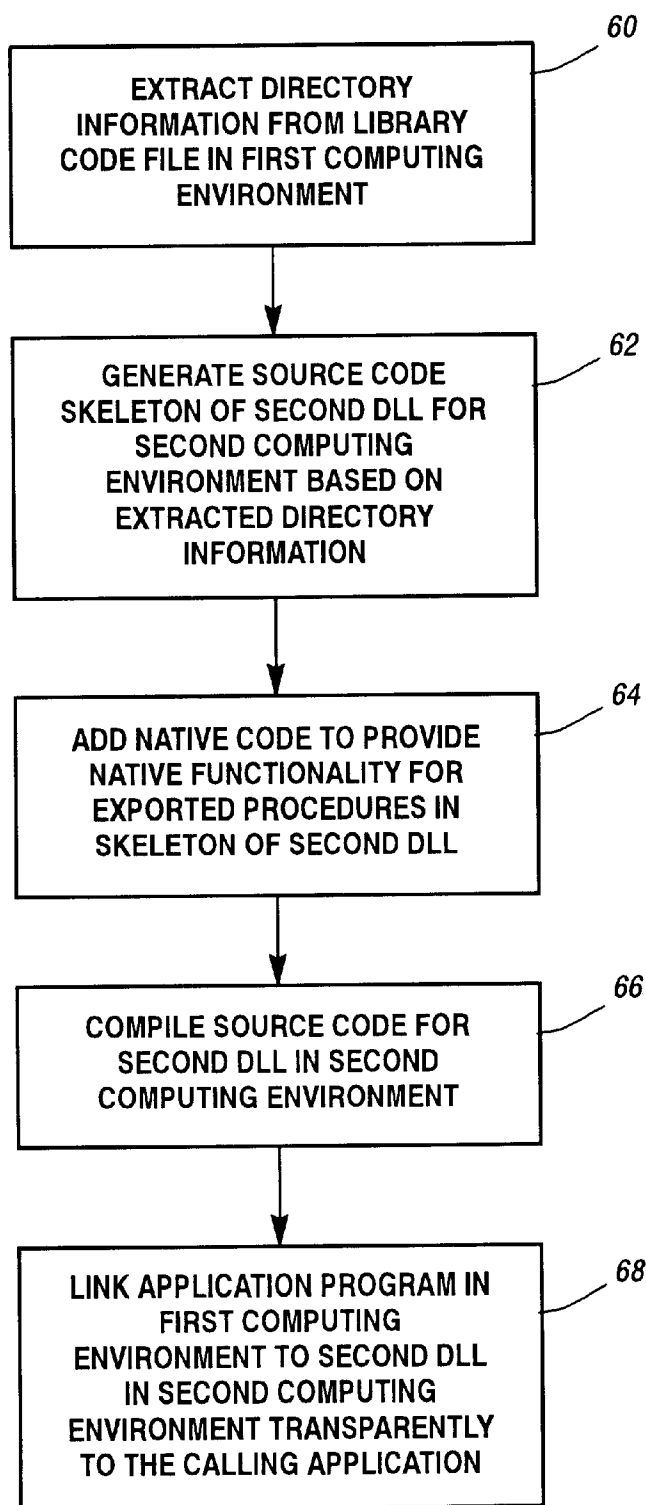 60
EXTRACT DIRECTORY
INFORMATION FROM LIBRARY
CODE FILE IN FIRST COMPUTING
ENVIRONMENT
62
GENERATE SOURCE CODE
SKELETON OF SECOND DLL FOR
SECOND COMPUTING
ENVIRONMENT BASED ON
EXTRACTED DIRECTORY
INFORMATION
64
ADD NATIVE CODE TO PROVIDE
NATIVE FUNCTIONALITY FOR
EXPORTED PROCEDURES IN
SKELETON OF SECOND DLL
66
COMPILE SOURCE CODE FOR
SECOND DLL IN SECOND
COMPUTING ENVIRONMENT
68
LINK APPLICATION PROGRAM IN
FIRST COMPUTING
ENVIRONMENT TO SECOND DLL
IN SECOND COMPUTING
ENVIRONMENT TRANSPARENTLY
TO THE CALLING APPLICATION